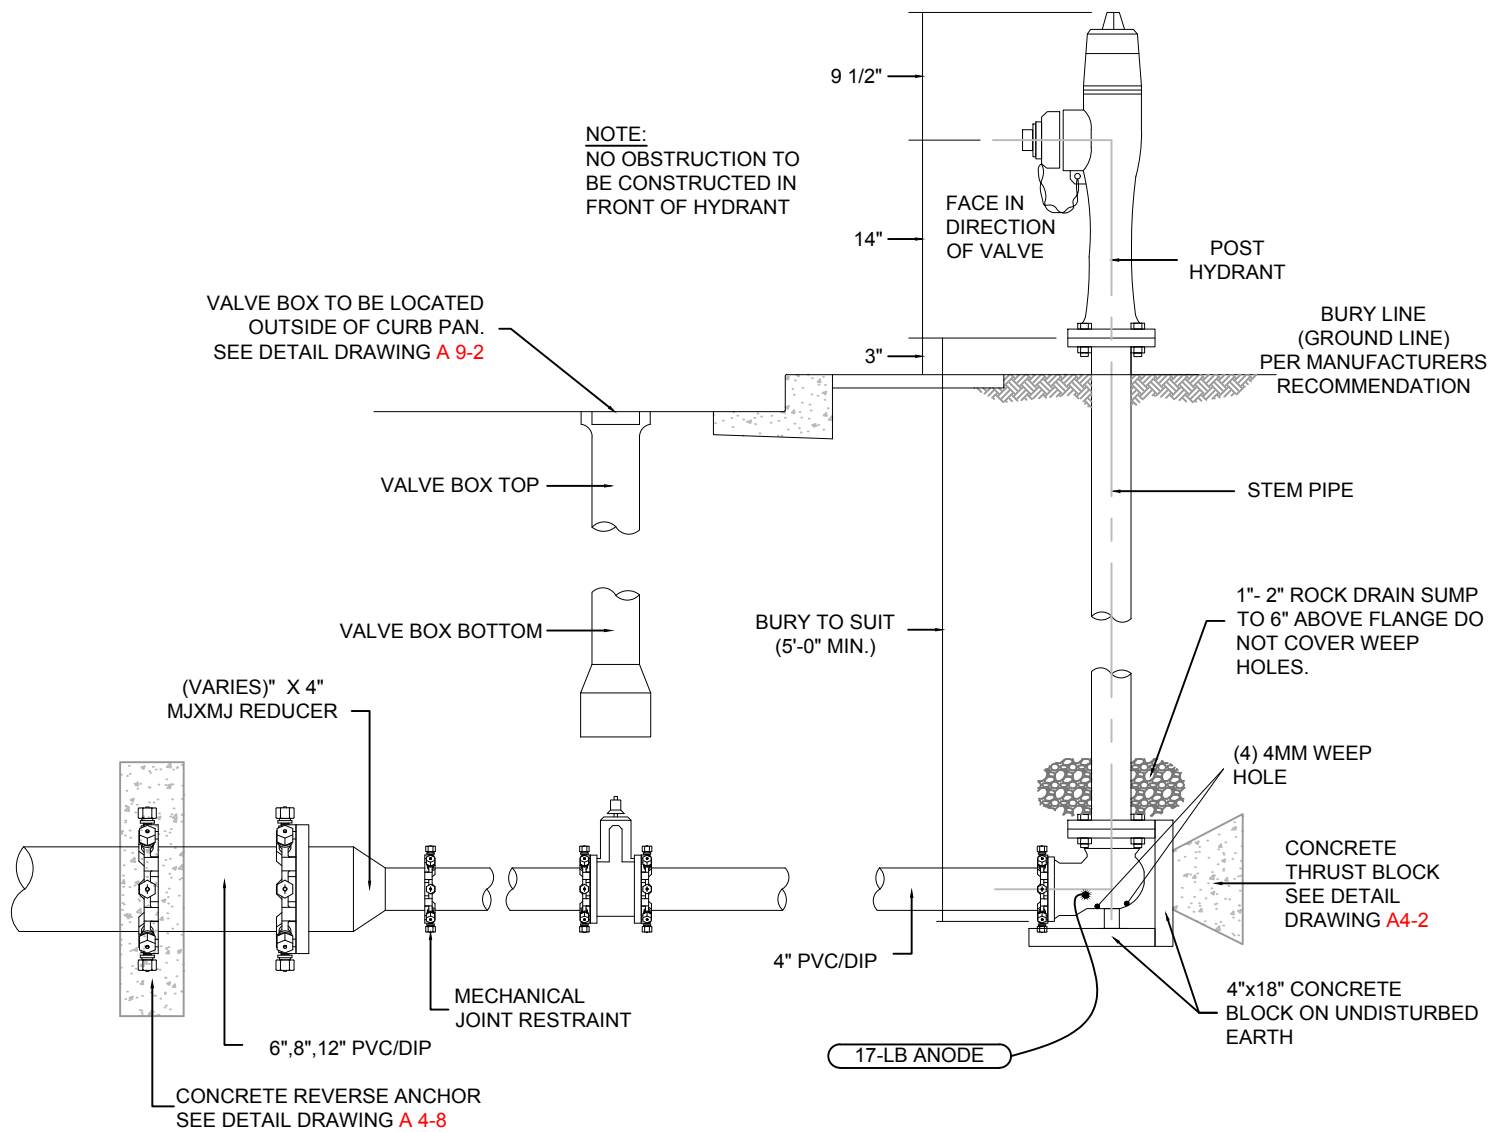 9 1/2"
NOTE:
NO OBSTRUCTION TO
BE CONSTRUCTED IN
FRONT OF HYDRANT
FACE IN
DIRECTION
OF VALVE
14"
POST
HYDRANT
VALVE BOX TO BE LOCATED
OUTSIDE OF CURB PAN.
SEE DETAIL DRAWING A 9-2
3"
BURY LINE
(GROUND LINE)
PER MANUFACTURERS
RECOMMENDATION
VALVE BOX TOP
STEM PIPE
VALVE BOX BOTTOM
BURY TO SUIT
(5'-0" MIN.)
1"- 2" ROCK DRAIN SUMP
TO 6" ABOVE FLANGE DO
NOT COVER WEEP
HOLES.
(VARIES)" X 4"
MJXMJ REDUCER
(4) 4MM WEEP
HOLE
CONCRETE
THRUST BLOCK
SEE DETAIL
DRAWING A4-2
4" PVC/DIP
MECHANICAL
JOINT RESTRAINT
4"x18" CONCRETE
BLOCK ON UNDISTURBED
EARTH
6",8",12" PVC/DIP
17-LB ANODE
CONCRETE REVERSE ANCHOR
SEE DETAIL DRAWING A 4-8